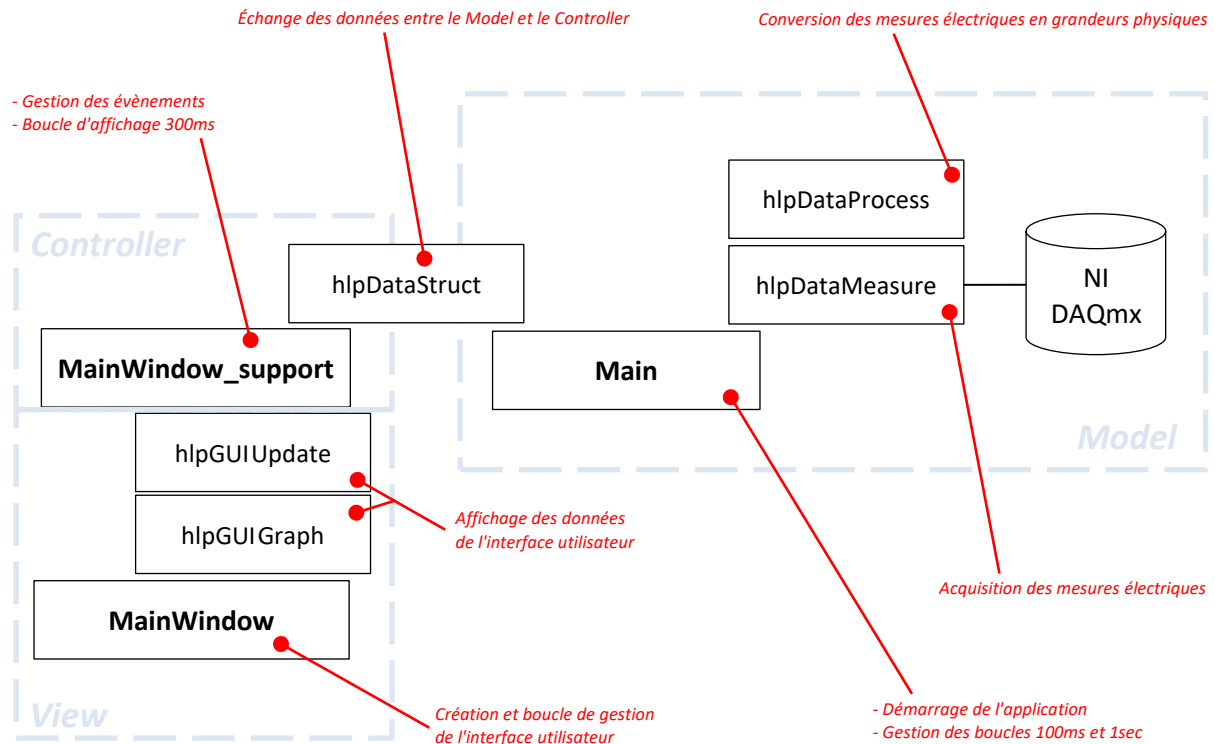 Échange des données entre le Model et le Controller
Conversion des mesures électriques en grandeurs physiques
- Gestion des évènements
- Boucle d'affichage 300ms
Model
hlpDataProcess
Controller
hlpDataStruct
hlpDataMeasure
NI
DAQmx
MainWindow_support
Main
Model
hlpGUIUpdate
hlpGUIGraph
Affichage des données
de l'interface utilisateur
Acquisition des mesures électriques
MainWindow
View
Création et boucle de gestion
de l'interface utilisateur
- Démarrage de l'application
- Gestion des boucles 100ms et 1sec